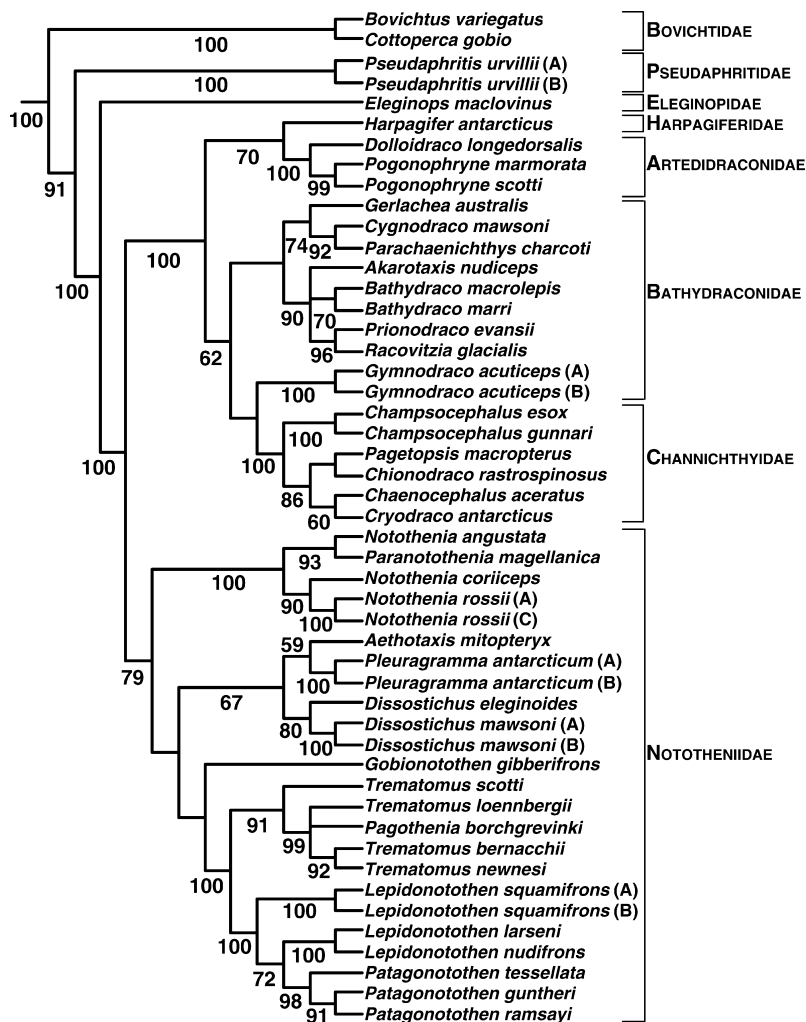 Bovichtus variegatus
Cottoperca gobio
BOVICHTIDAE
100
Pseudaphritis urvillii (A)
Pseudaphritis urvillii (B)
PSEUDAPHRITIDAE
100
Eleginops maclovinus
ELEGINOPIDAE
100
Harpagifer antarcticus
HARPAGIFERIDAE
70
Dolloidraco longedorsalis
Pogonophryne marmorata
Pogonophryne scotti
ARTEDIDRACONIDAE
100
99
91
Gerlachea australis
Cygnodraco mawsoni
Parachaenichthys charcoti
74
92
100
Akarotaxis nudiceps
Bathydraco macrolepis
Bathydraco marri
Prionodraco evansii
Racovitzia glacialis
BATHYDRACONIDAE
100
90
70
96
62
Gymnodraco acuticeps (A)
Gymnodraco acuticeps (B)
100
Champsocephalus esox
Champsocephalus gunnari
100
Pagetopsis macropterus
Chionodraco rastrospinosus
Chaenocephalus aceratus
Cryodraco antarcticus
CHANNICHTHYIDAE
100
100
86
60
Notothenia angustata
Paranotothenia magellanica
93
100
Notothenia coriiceps
Notothenia rossii (A)
Notothenia rossii (C)
90
100
Aethotaxis mitopteryx
Pleuragramma antarcticum (A)
Pleuragramma antarcticum (B)
59
100
79
67
Dissostichus eleginoides
Dissostichus mawsoni (A)
Dissostichus mawsoni (B)
80
100
NOTOTHENIIDAE
Gobionotothen gibberifrons
Trematomus scotti
Trematomus loennbergii
Pagothenia borchgrevinki
Trematomus bernacchii
Trematomus newnesi
91
99
92
100
Lepidonotothen squamifrons (A)
Lepidonotothen squamifrons (B)
100
Lepidonotothen larseni
Lepidonotothen nudifrons
100
100
Patagonotothen tessellata
Patagonotothen guntheri
Patagonotothen ramsayi
72
98
91